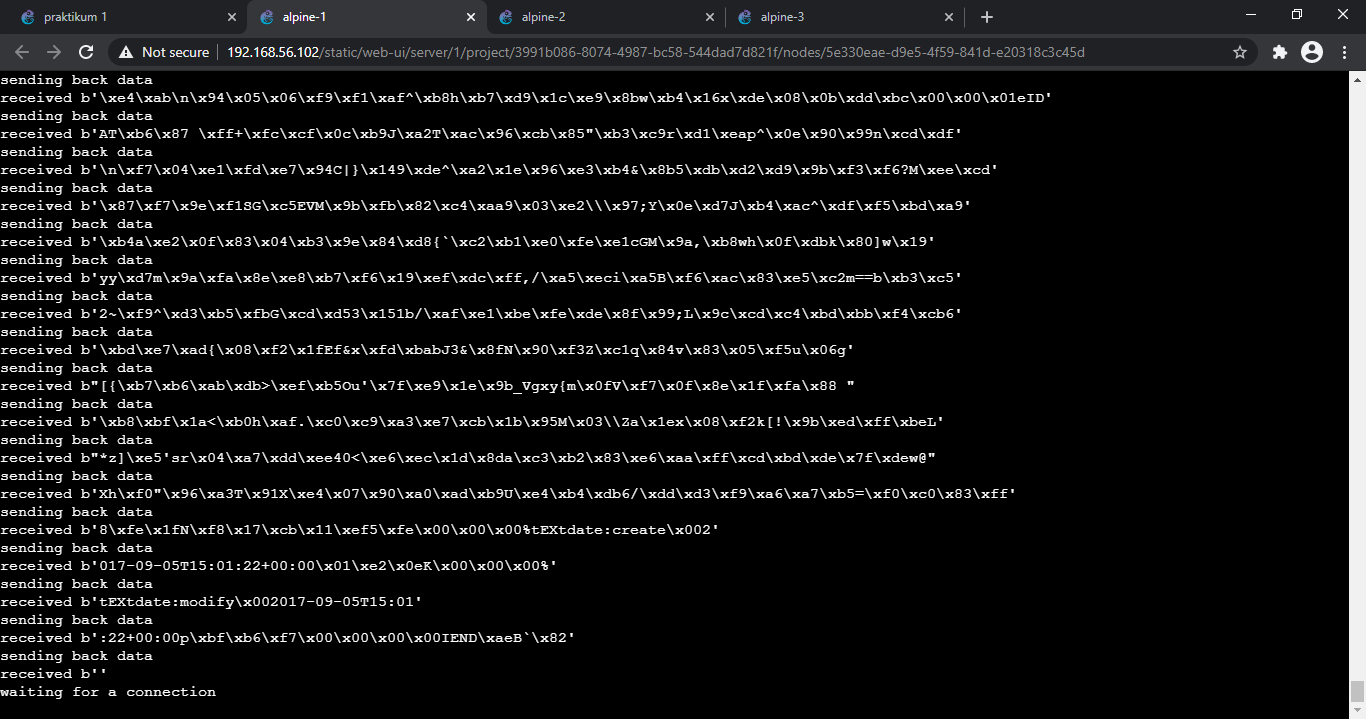 praktikum 1
alpine-1
alpine-2
alpine-3
Not secure
192.168.56.102/static/web-ui/server/1/project/3991b086-8074-4987-bc58-544dad7d821f/nodes/5e330eae-d9e5-4f59-841d-e20318c3c45d
sending back data
received b'\xe4\xab\n\x94\x05\x06\xf9\xf1\xaf^\xb8h\xb7\xd9\x1c\xe9\x8bw\xb4\x16x\xde\x08\x0b\xdd\xbc\x00\x00\x01eID'
sending back data
received b'AT\xb6\x87 \xff+\xfc\xcf\x0c\xb9J\xa2T\xac\x96\xcb\x85"\xb3\xc9r\xd1\xeap^\x0e\x90\x99n\xcd\xdf'
sending back data
received b'\n\xf7\x04\xe1\xfd\xe7\x94C|}\x149\xde^\xa2\x1e\x96\xe3\xb4&\x8b5\xdb\xd2\xd9\x9b\xf3\xf6?M\xee\xcd'
sending back data
received b'\x87\xf7\x9e\xf1SG\xc5EVM\x9b\xfb\x82\xc4\xaa9\x03\xe2\\\x97;Y\x0e\xd7J\xb4\xac^\xdf\xf5\xbd\xa9'
sending back data
received b'\xb4a\xe2\x0f\x83\x04\xb3\x9e\x84\xd8{`\xc2\xb1\xe0\xfe\xe1cGM\x9a,\xb8wh\x0f\xdbk\x80]w\x19'
sending back data
received b'yy\xd7m\x9a\xfa\x8e\xe8\xb7\xf6\x19\xef\xdc\xff,/\xa5\xeci\xa5B\xf6\xac\x83\xe5\xc2m==b\xb3\xc5'
sending back data
received b'2~\xf9^\xd3\xb5\xfbG\xcd\xd53\x151b/\xaf\xe1\xbe\xfe\xde\x8f\x99;L\x9c\xcd\xc4\xbd\xbb\xf4\xcb6'
sending back data
received b'\xbd\xe7\xad{\x08\xf2\x1fEf&x\xfd\xbabJ3&\x8fN\x90\xf3Z\xc1q\x84v\x83\x05\xf5u\x06g'
sending back data
received b"[{\xb7\xb6\xab\xdb>\xef\xb5Ou'\x7f\xe9\x1e\x9b_Vgxy{m\x0fV\xf7\x0f\x8e\x1f\xfa\x88 "
sending back data
received b'\xb8\xbf\x1a<\xb0h\xaf.\xc0\xc9\xa3\xe7\xcb\x1b\x95M\x03\\Za\x1ex\x08\xf2k[!\x9b\xed\xff\xbeL'
sending back data
received b"*z]\xe5'sr\x04\xa7\xdd\xee40<\xe6\xec\x1d\x8da\xc3\xb2\x83\xe6\xaa\xff\xcd\xbd\xde\x7f\xdew@"
sending back data
received b'Xh\xf0"\x96\xa3T\x91X\xe4\x07\x90\xa0\xad\xb9U\xe4\xb4\xdb6/\xdd\xd3\xf9\xa6\xa7\xb5=\xf0\xc0\x83\xff'
sending back data
received b'8\xfe\x1fN\xf8\x17\xcb\x11\xef5\xfe\x00\x00\x00%tEXtdate:create\x002'
sending back data
received b'017-09-05T15:01:22+00:00\x01\xe2\x0eK\x00\x00\x00%'
sending back data
received b'tEXtdate:modify\x002017-09-05T15:01'
sending back data
received b':22+00:00p\xbf\xb6\xf7\x00\x00\x00\x00IEND\xaeB`\x82'
sending back data
received b''
waiting for a connection